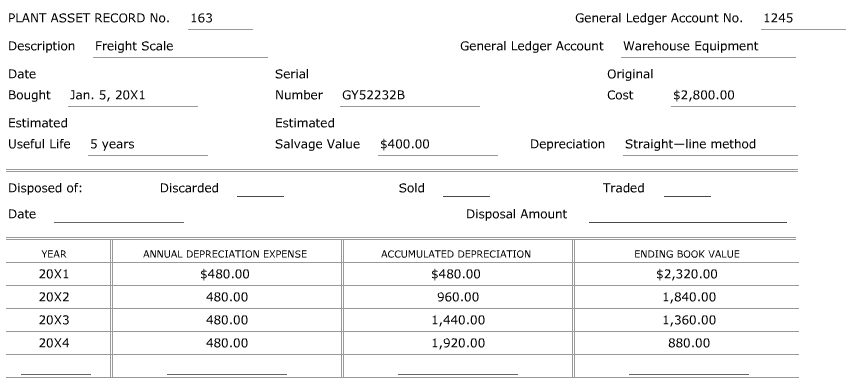 PLANT ASSET RECORD No. 163 General Ledger Account No. 1245
Description Freight Scale General Ledger Account Warehouse Equipment
Date Serial Original
Bought Jan. 5, 20X1 Number GY52232B Cost $2,800.00
Estimated Estimated
Useful Life 5 years Salvage Value $400.00 Depreciation Straight—line method
Disposed of: Discarded Sold Traded
Date Disposal Amount
YEAR ANNUAL DEPRECIATION EXPENSE ACCUMULATED DEPRECIATION ENDING BOOK VALUE
20X1 $480.00 $480.00 $2,320.00
20X2 480.00 960.00 1,840.00
20X3 480.00 1,440.00 1,360.00
20X4 480.00 1,920.00 880.00